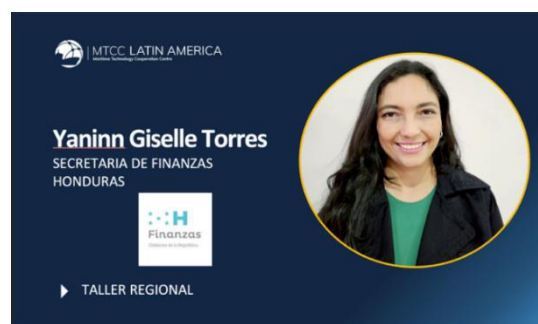 MTCC LATIN AMERICA
Maritime Technology Cooperation Centre
Yaninn Giselle Torres
SECRETARIA DE FINANZAS
HONDURAS
H
Finanzas
TALLER REGIONAL